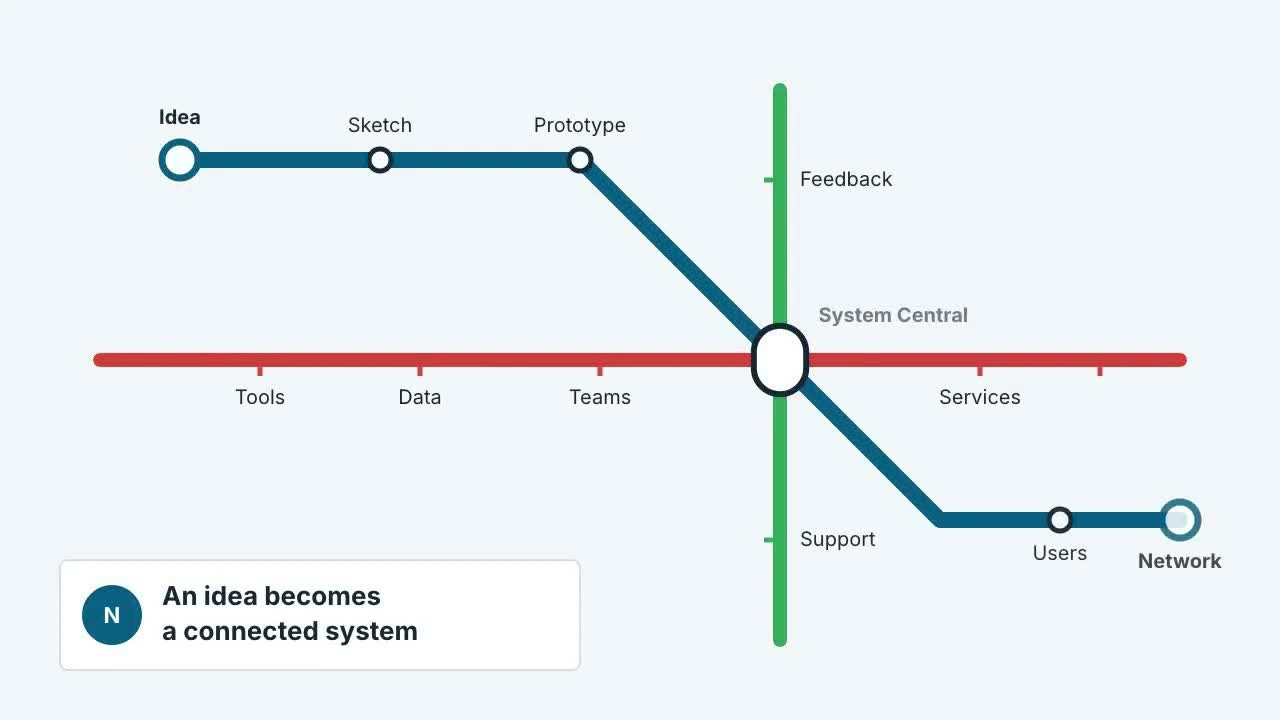 Idea
Sketch
Prototype
Feedback
System Central
Tools
Data
Teams
Services
Support
Users
Network
N
An idea becomes
a connected system